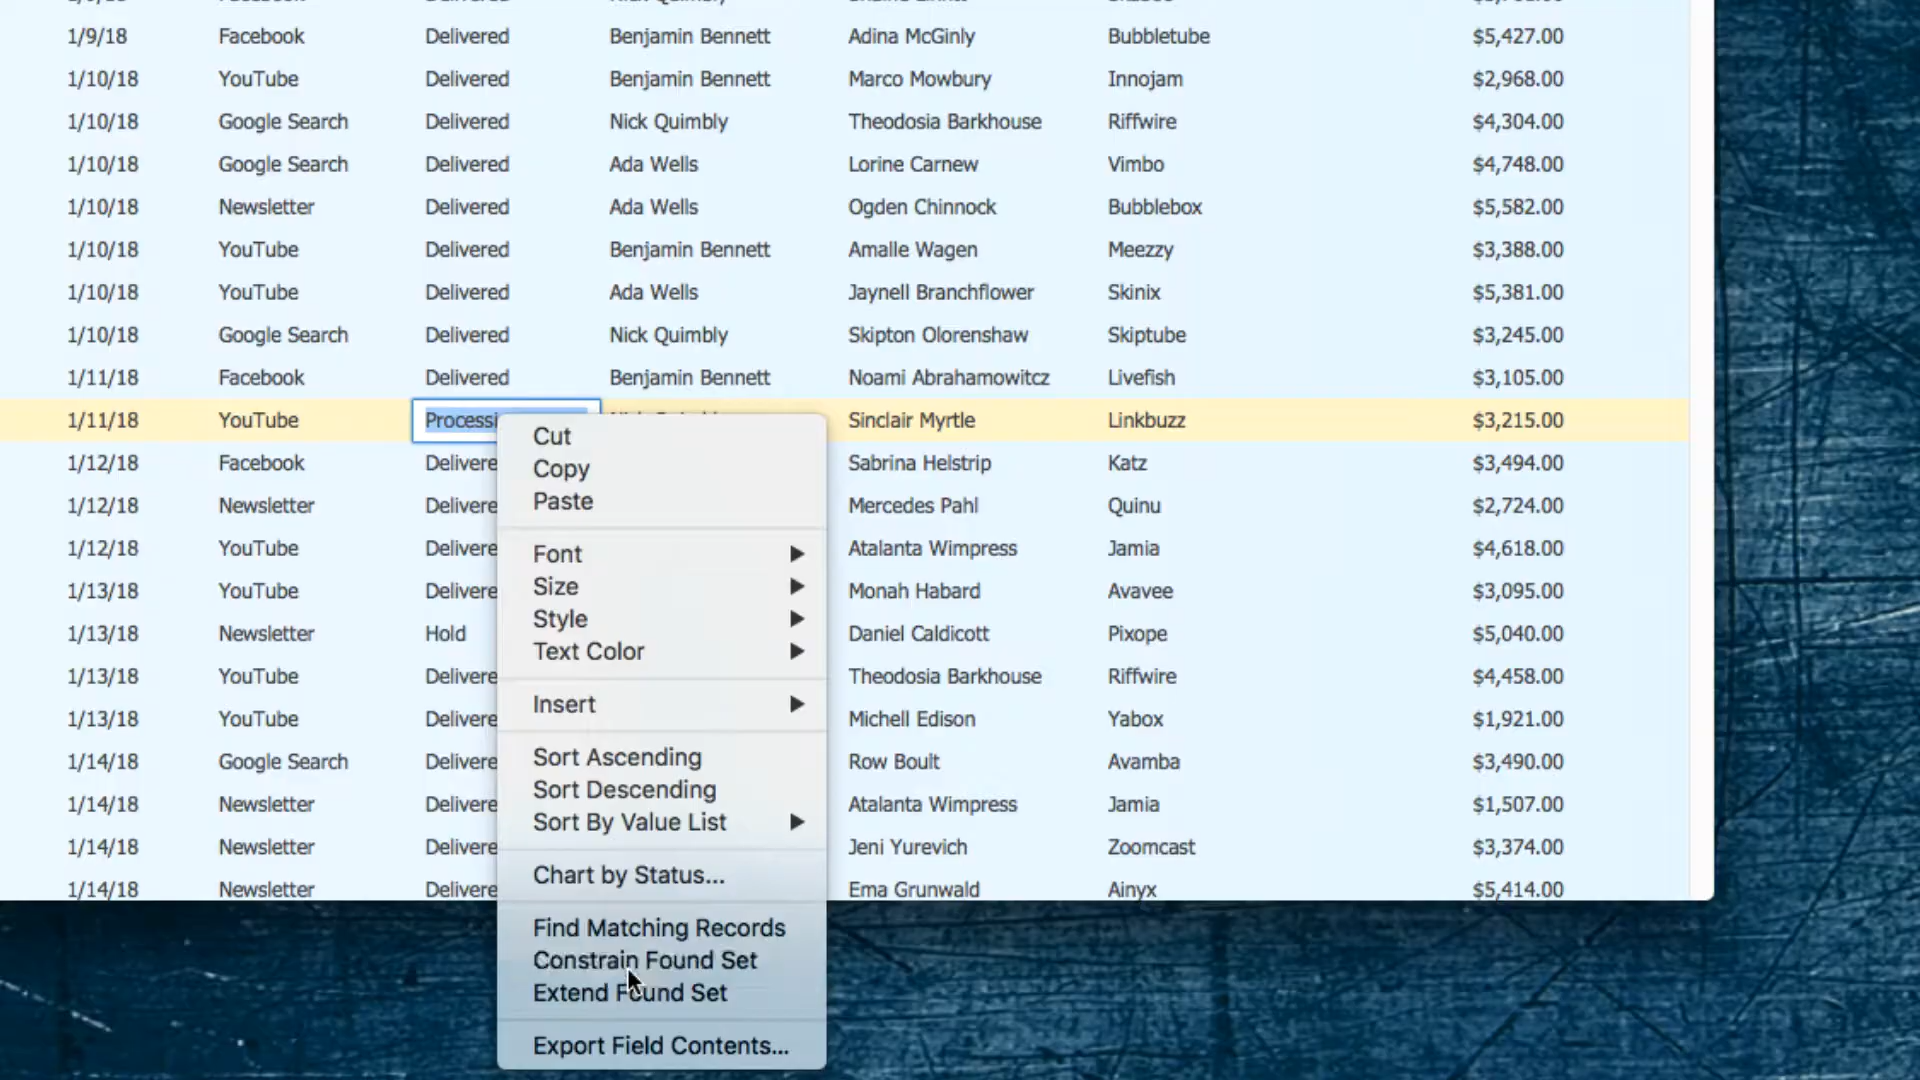 1/9/18 Facebook Delivered Benjamin Bennett Adina McGinly Bubbletube $5,427.00
1/10/18 YouTube Delivered Benjamin Bennett Marco Mowbury Innojam $2,968.00
1/10/18 Google Search Delivered Nick Quimbly Theodosia Barkhouse Riffwire $4,304.00
1/10/18 Google Search Delivered Ada Wells Lorine Carnew Vimbo $4,748.00
1/10/18 Newsletter Delivered Ada Wells Ogden Chinnock Bubblebox $5,582.00
1/10/18 YouTube Delivered Benjamin Bennett Amalle Wagen Meezzy $3,388.00
1/10/18 YouTube Delivered Ada Wells Jaynell Branchflower Skinix $5,381.00
1/10/18 Google Search Delivered Nick Quimbly Skipton Olorenshaw Skiptube $3,245.00
1/11/18 Facebook Delivered Benjamin Bennett Noami Abrahamowitcz Livefish $3,105.00
1/11/18 YouTube Processi Sinclair Myrtle Linkbuzz $3,215.00
1/12/18 Facebook Delivere Sabrina Helstrip Katz $3,494.00
1/12/18 Newsletter Delivere Mercedes Pahl Quinu $2,724.00
1/12/18 YouTube Delivere Atalanta Wimpress Jamia $4,618.00
1/13/18 YouTube Delivere Monah Habard Avavee $3,095.00
1/13/18 Newsletter Hold Daniel Caldicott Pixope $5,040.00
1/13/18 YouTube Delivere Theodosia Barkhouse Riffwire $4,458.00
1/13/18 YouTube Delivere Michell Edison Yabox $1,921.00
1/14/18 Google Search Delivere Row Boult Avamba $3,490.00
1/14/18 Newsletter Delivere Atalanta Wimpress Jamia $1,507.00
1/14/18 Newsletter Delivere Jeni Yurevich Zoomcast $3,374.00
1/14/18 Newsletter Delivere Ema Grunwald Ainyx $5,414.00
Cut
Copy
Paste
Font
Size
Style
Text Color
Insert
Sort Ascending
Sort Descending
Sort By Value List
Chart by Status...
Find Matching Records
Constrain Found Set
Extend Found Set
Export Field Contents...